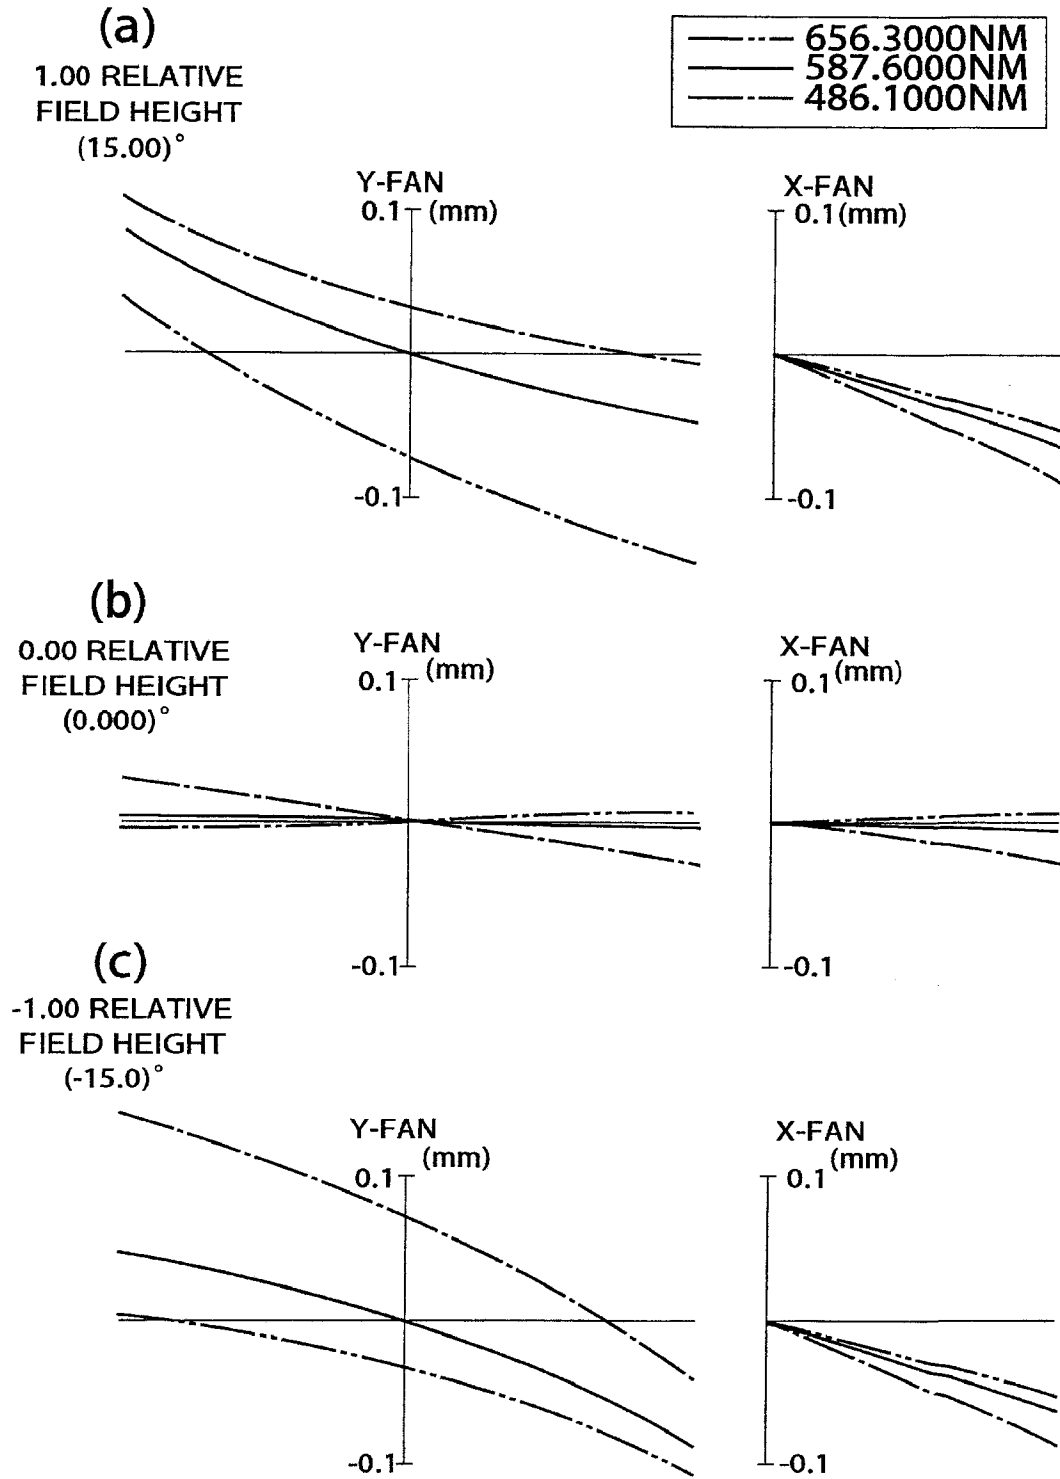 (a)
1.00 RELATIVE
FIELD HEIGHT
(15.00)°
656.3000NM
587.6000NM
486.1000NM
Y-FAN
0.1 (mm)
-0.1
X-FAN
0.1(mm)
-0.1
(b)
0.00 RELATIVE
FIELD HEIGHT
(0.000)°
Y-FAN
(mm)
0.1
-0.1
X-FAN
(mm)
0.1
-0.1
(c)
-1.00 RELATIVE
FIELD HEIGHT
(-15.0)°
Y-FAN
(mm)
0.1
-0.1
X-FAN
(mm)
0.1
-0.1